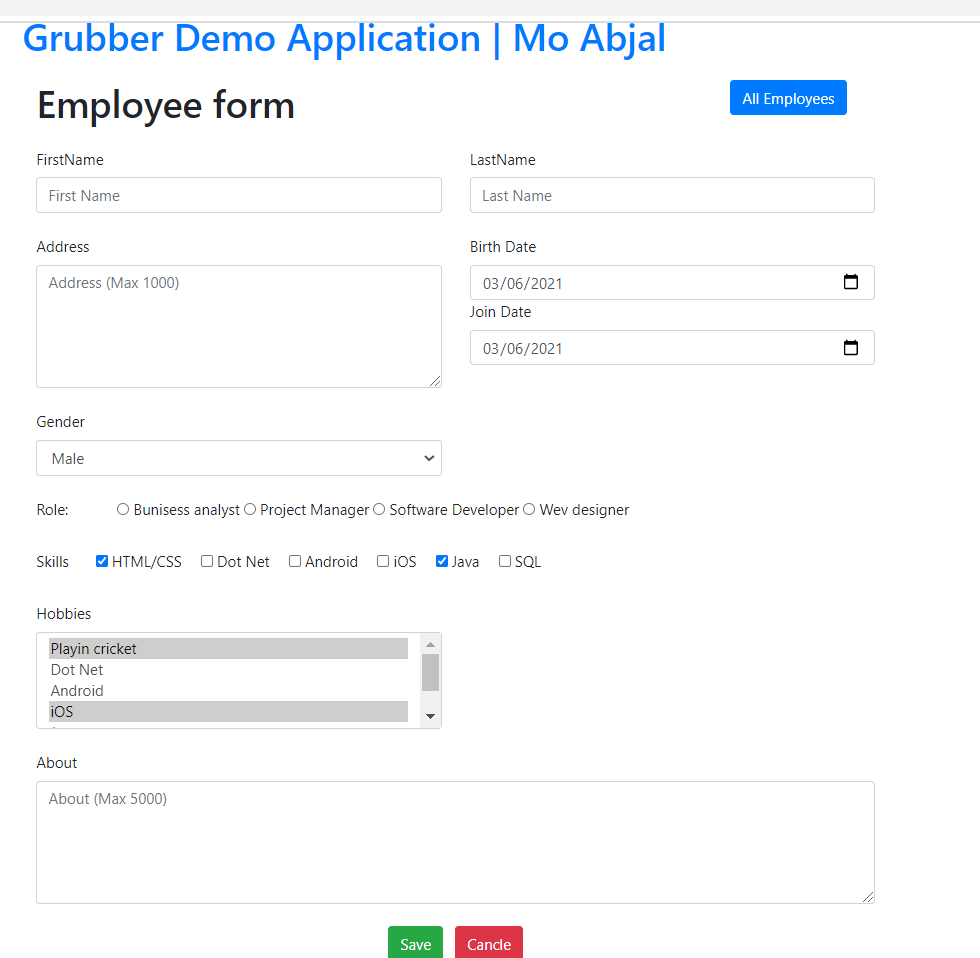 Grubber Demo Application | Mo Abjal
Employee form
All Employees
FirstName
LastName
First Name
Last Name
Address
Birth Date
Address (Max 1000)
03/06/2021
Join Date
03/06/2021
Gender
Male
Role: Bunisess analyst Project Manager Software Developer Wev designer
Skills HTML/CSS Dot Net Android iOS Java SQL
Hobbies
Playin cricket
Dot Net
Android
iOS
About
About (Max 5000)
Save Cancle